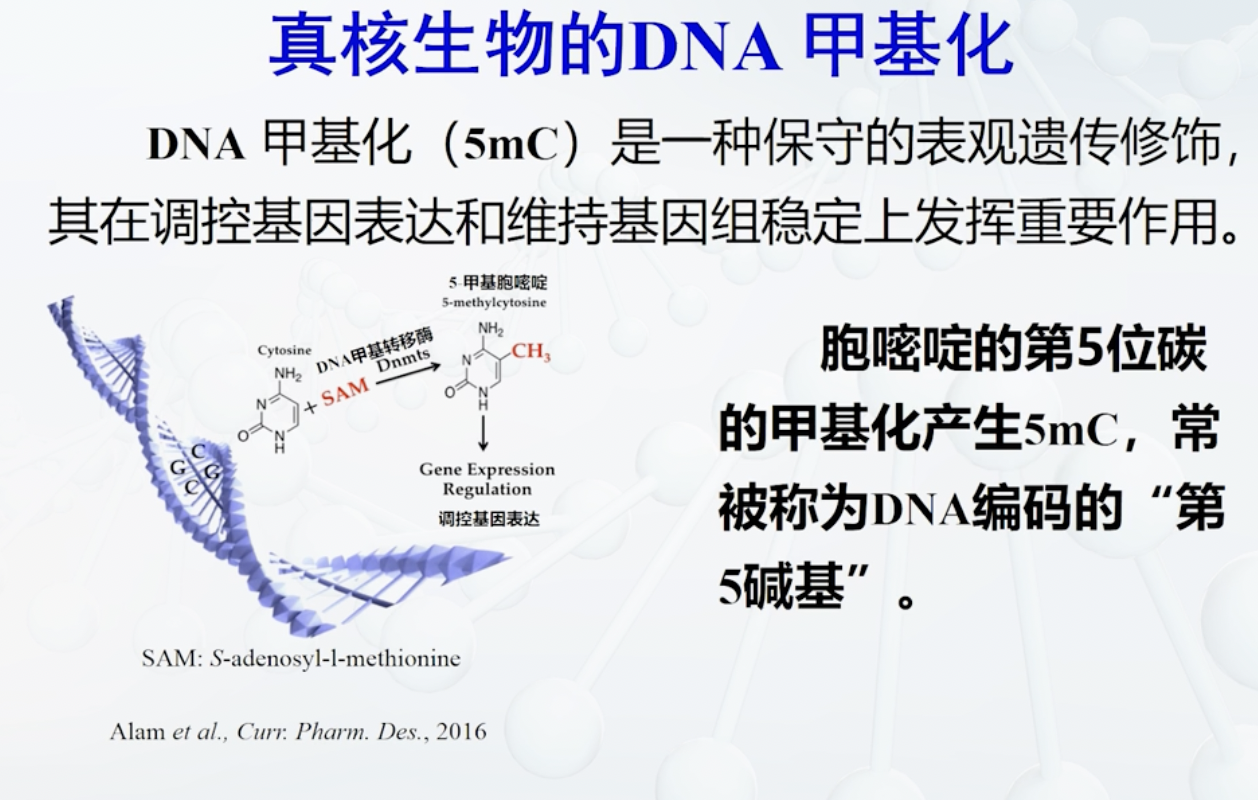 真核生物的DNA 甲基化
DNA 甲基化（5mC）是一种保守的表观遗传修饰，
其在调控基因表达和维持基因组稳定上发挥重要作用。
5-甲基胞嘧啶
5-methylcytosine
Cytosine
DNA甲基转移酶
Dnmts
NH₂
N
O
N
H
+ SAM
NH₂
CH₃
N
O
N
H
C
G
G
C
Gene Expression
Regulation
调控基因表达
胞嘧啶的第5位碳
的甲基化产生5mC，常
被称为DNA编码的“第
5碱基”。
SAM: S-adenosyl-l-methionine
Alam et al., Curr. Pharm. Des., 2016